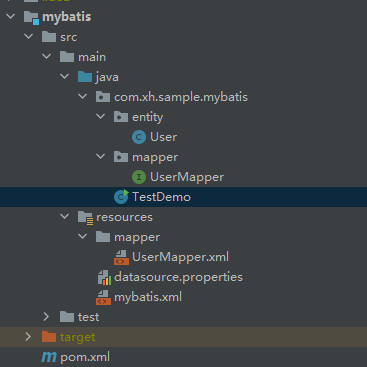 mybatis
src
main
java
com.xh.sample.mybatis
entity
User
mapper
UserMapper
TestDemo
resources
mapper
UserMapper.xml
datasource.properties
mybatis.xml
test
target
pom.xml